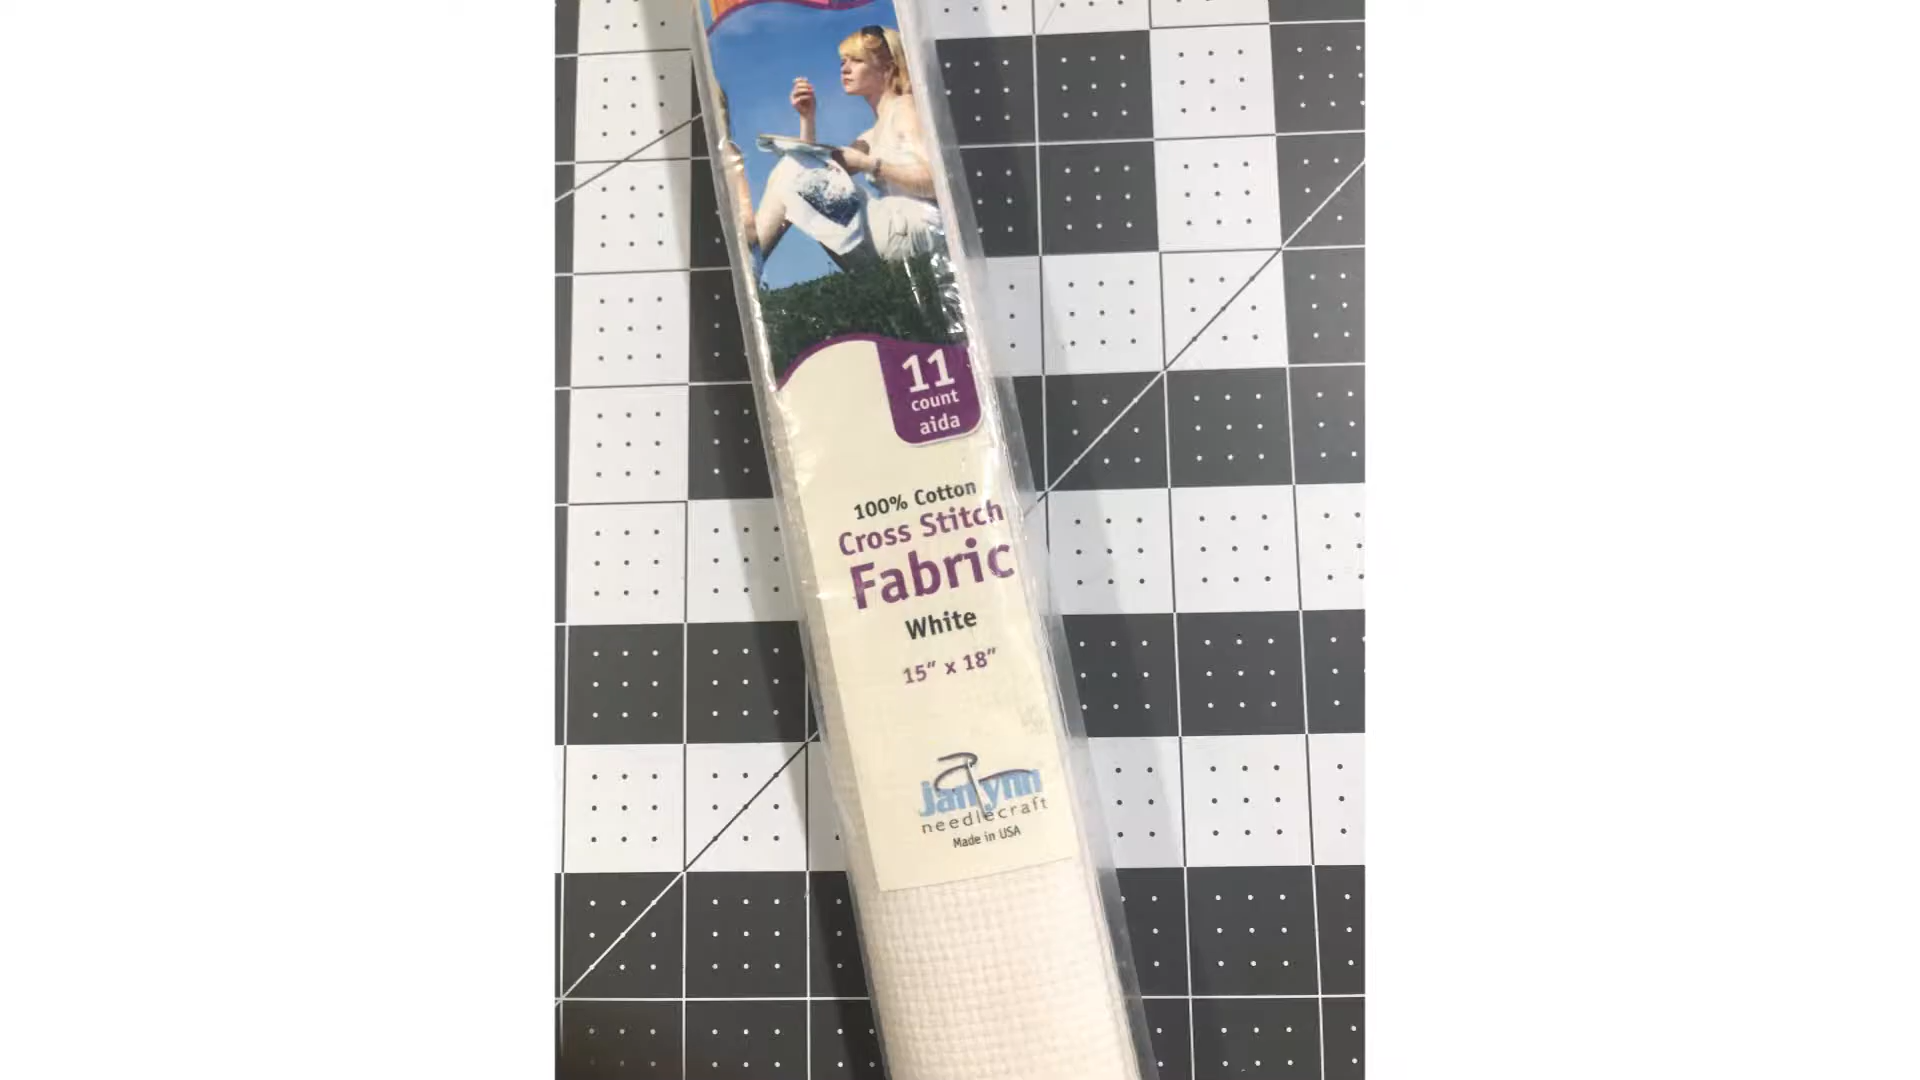 11
count
aida
100% Cotton
Cross Stitch
Fabric
White
15" x 18"
janlynn
needlecraft
Made in USA